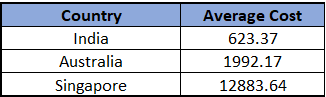 Country Average Cost
India 623.37
Australia 1992.17
Singapore 12883.64